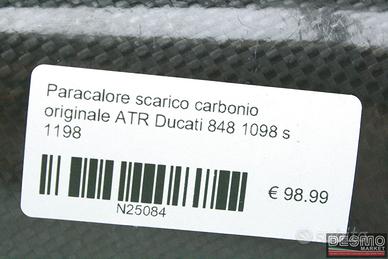 Paracalore scarico carbonio
originale ATR Ducati 848 1098 s
1198
€ 98.99
N25084
DESMO
MARKET